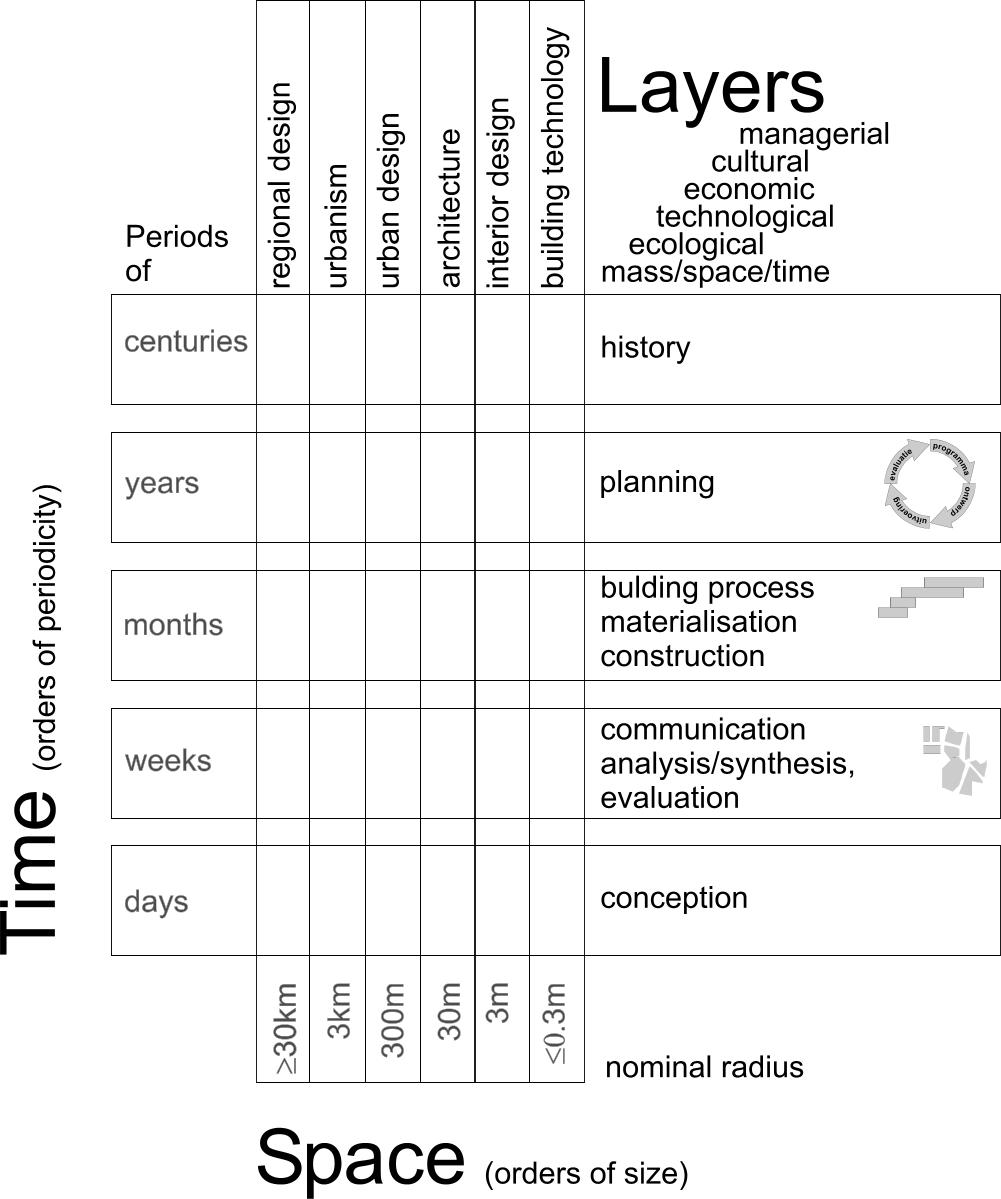 regional design
urbanism
urban design
architecture
interior design
building technology
Layers
managerial
cultural
economic
technological
ecological
mass/space/time
Periods
of
centuries
history
years
planning
evaluatie
programma
ontwerp
uitvoering
months
bulding process
materialisation
construction
weeks
communication
analysis/synthesis,
evaluation
days
conception
Time (orders of periodicity)
≥30km
3km
300m
30m
3m
≤0.3m
nominal radius
Space (orders of size)